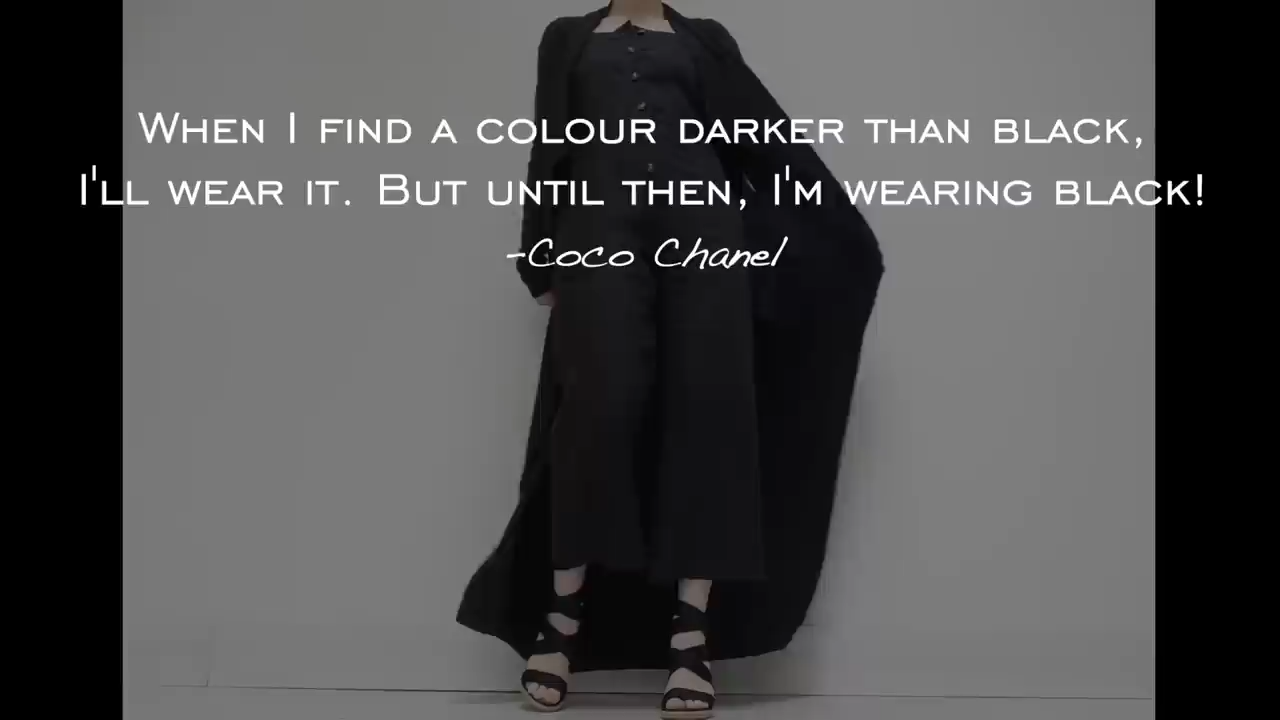 When I find a colour darker than black,
I'll wear it. But until then, I'm wearing black!
-Coco Chanel